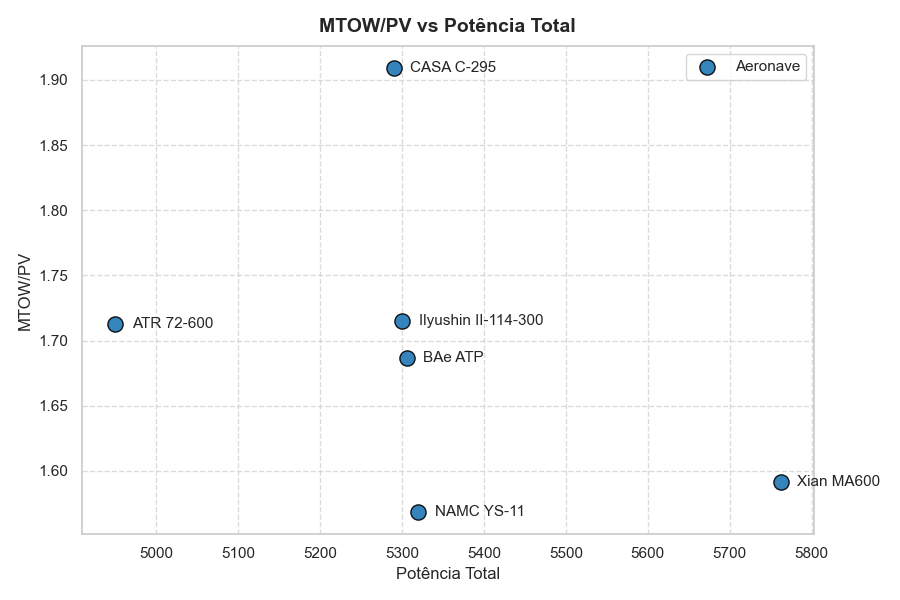 MTOW/PV vs Potência Total
MTOW/PV
1.90
1.85
1.80
1.75
1.70
1.65
1.60
CASA C-295
Aeronave
ATR 72-600
Ilyushin Il-114-300
BAe ATP
Xian MA600
NAMC YS-11
5000 5100 5200 5300 5400 5500 5600 5700 5800
Potência Total